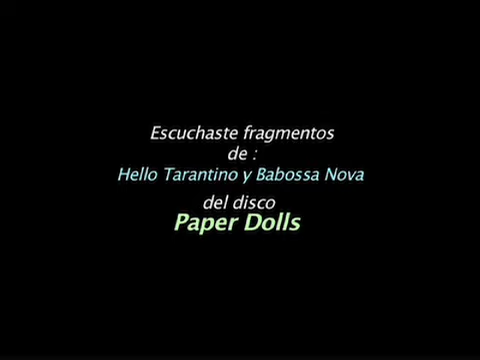 Escuchaste fragmentos
de :
Hello Tarantino y Babossa Nova
del disco
Paper Dolls